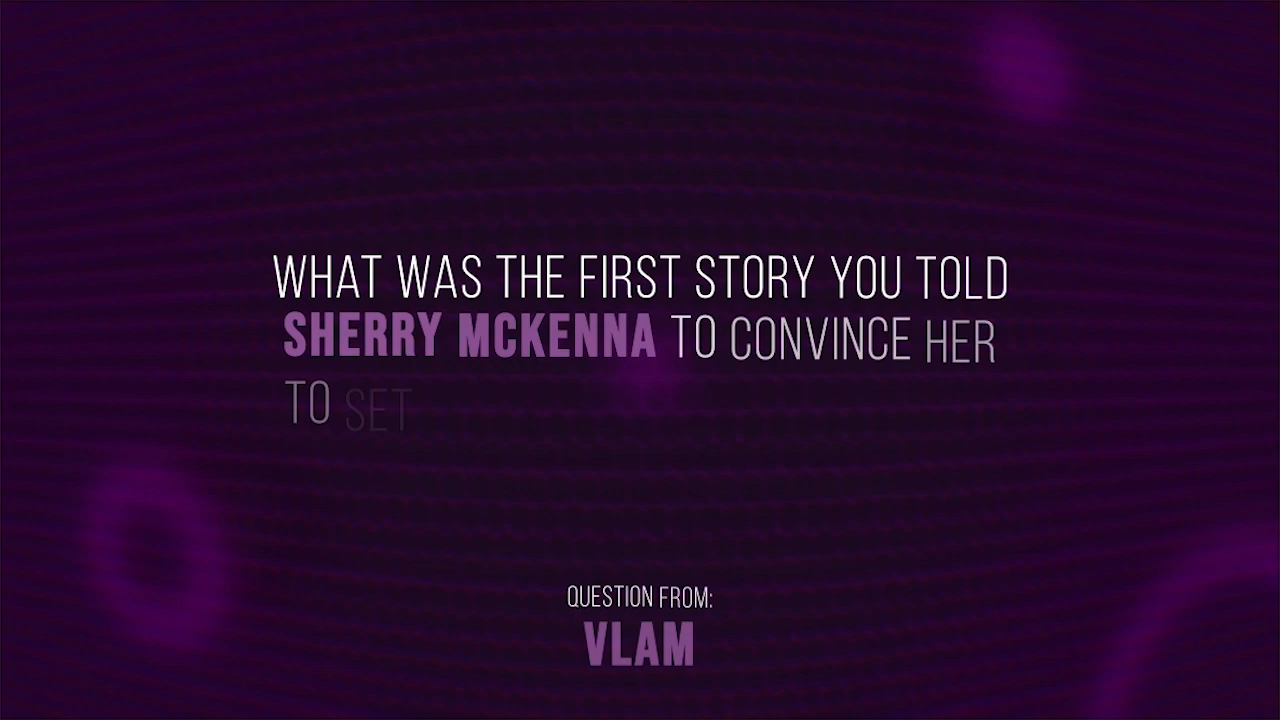 WHAT WAS THE FIRST STORY YOU TOLD
SHERRY MCKENNA TO CONVINCE HER
TO SET
QUESTION FROM:
VLAM